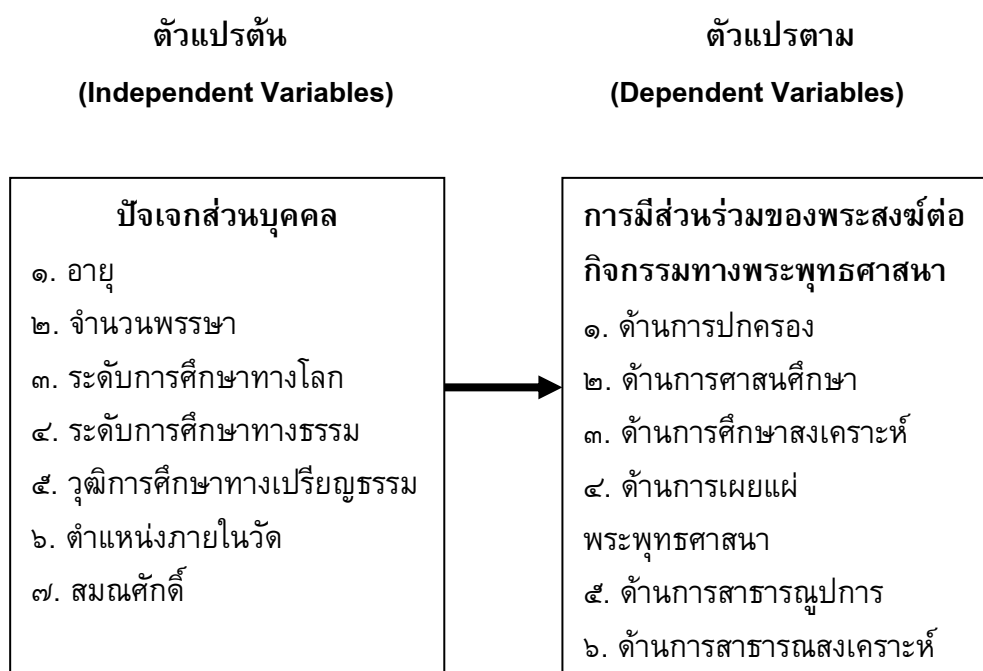 ตัวแปรต้น
(Independent Variables)
ตัวแปรตาม
(Dependent Variables)
ปัจเจกส่วนบุคคล
๑. อายุ
๒. จำนวนพรรษา
๓. ระดับการศึกษาทางโลก
๔. ระดับการศึกษาทางธรรม
๕. วุฒิการศึกษาทางเปรียญธรรม
๖. ตำแหน่งภายในวัด
๗. สมณศักดิ์
การมีส่วนร่วมของพระสงฆ์ต่อ
กิจกรรมทางพระพุทธศาสนา
๑. ด้านการปกครอง
๒. ด้านการศาสนศึกษา
๓. ด้านการศึกษาสงเคราะห์
๔. ด้านการเผยแผ่
พระพุทธศาสนา
๕. ด้านการสาธารณูปการ
๖. ด้านการสาธารณสงเคราะห์